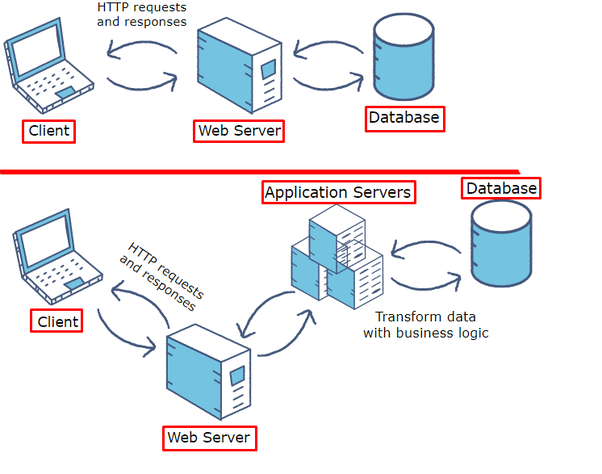 HTTP requests
and responses
Client
Web Server
Database
Application Servers
Database
HTTP requests
and responses
Client
Transform data
with business logic
Web Server